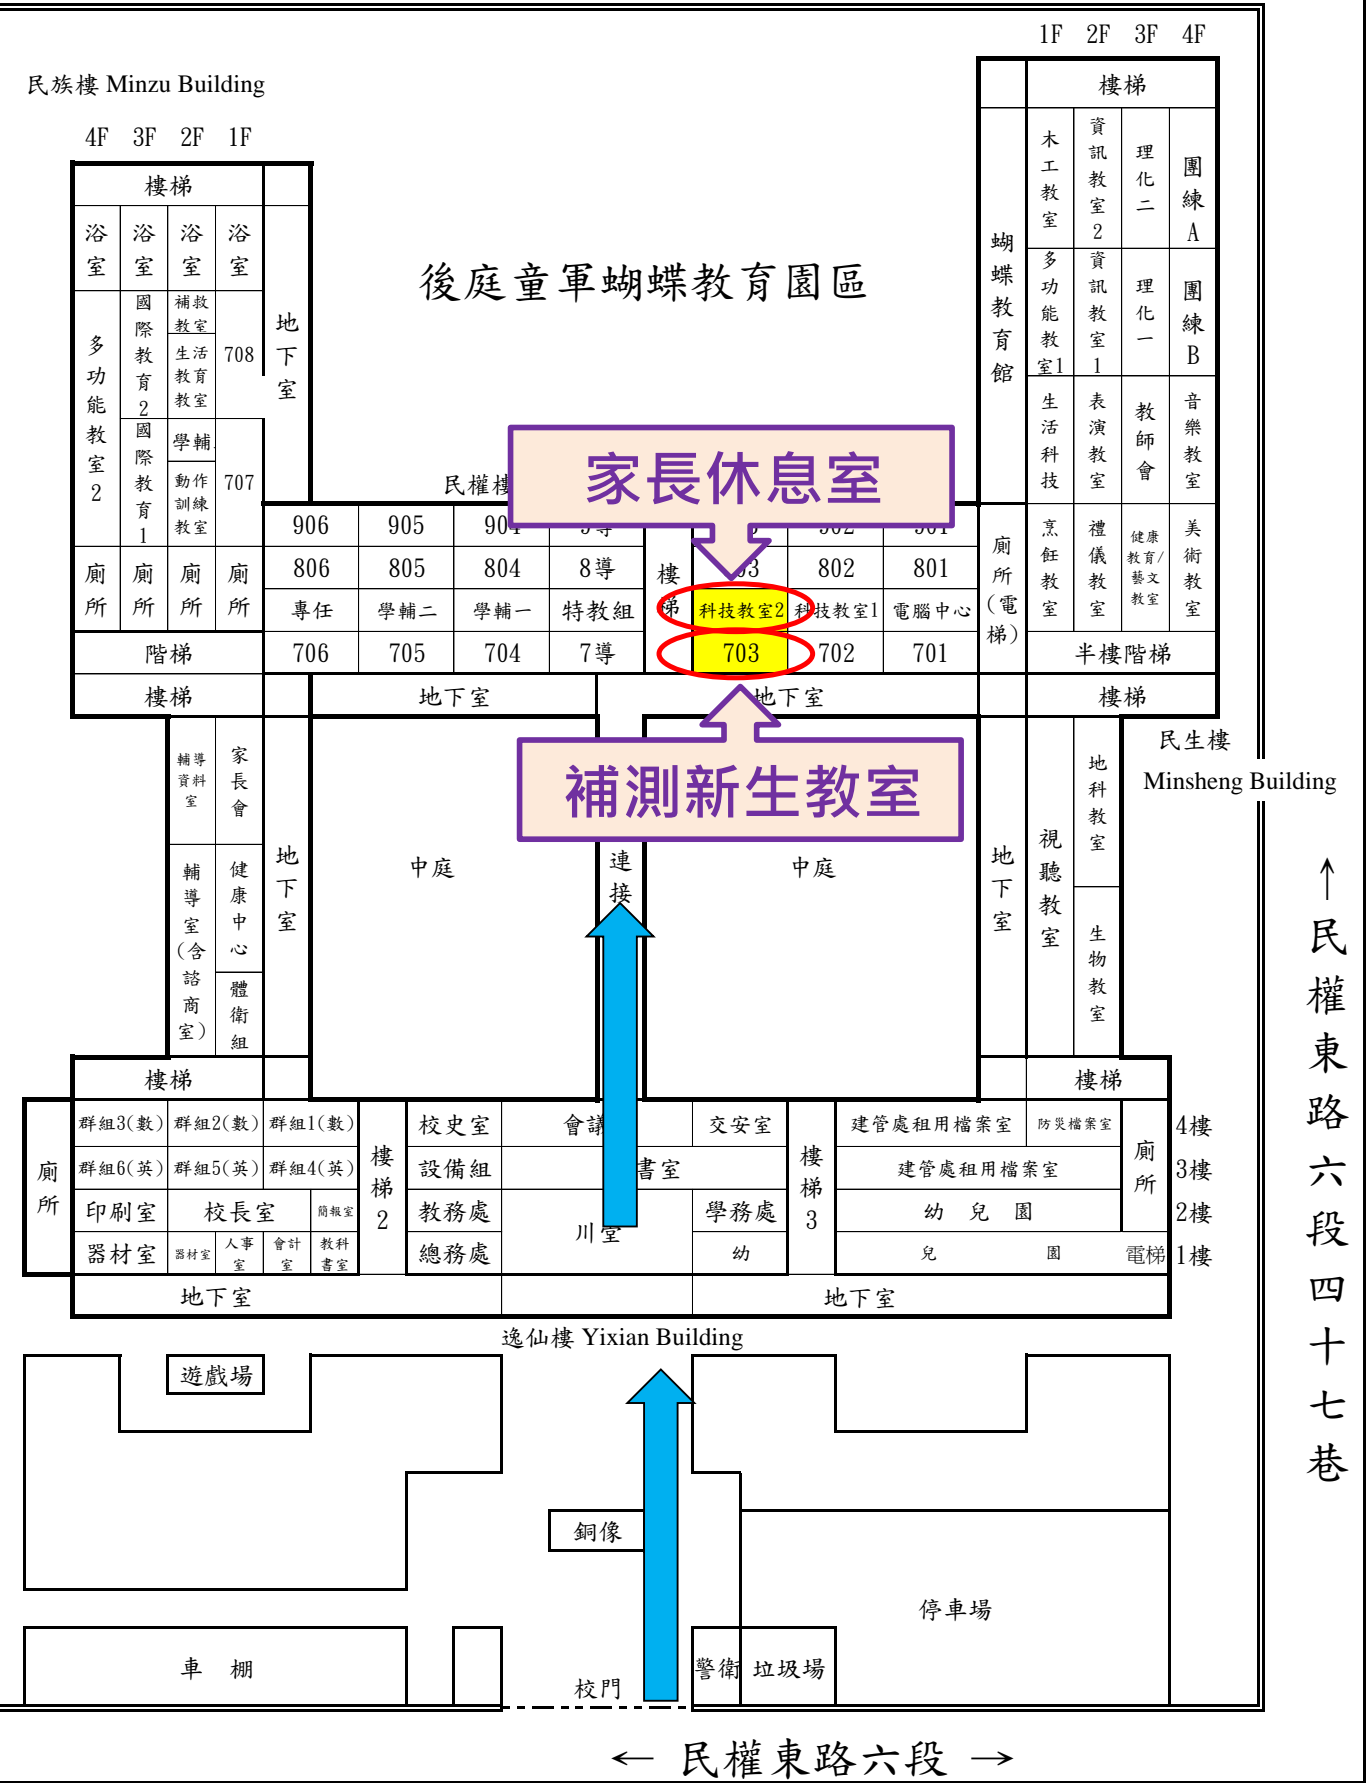 1F 2F 3F 4F
民族樓 Minzu Building
4F 3F 2F 1F
樓梯
樓梯
浴室 浴室 浴室 浴室
多功能教室2
國際教育2
國際教育1
補救教室
生活教育教室
學輔
動作訓練教室
708
707
地下室
廁所 廁所 廁所 廁所
階梯
樓梯
後庭童軍蝴蝶教育園區
蝴蝶教育館
木工教室 資訊教室2 理化二 團練A
多功能教室1 資訊教室1 理化一 團練B
生活科技 表演教室 教師會 音樂教室
烹飪教室 禮儀教室 健康教育/藝文教室 美術教室
廁所(電梯)
半樓階梯
樓梯
家長休息室
民權樓
906 905 904
806 805 804 8導 802 801
專任 學輔二 學輔一 特教組 樓梯 科技教室2 科技教室1 電腦中心
706 705 704 7導 703 702 701
地下室 地下室
補測新生教室
民生樓
Minsheng Building
輔導資料室
家長會
輔導室(含諮商室)
健康中心
體衛組
地下室
中庭
連接
中庭
地下室
視聽教室
地科教室
生物教室
樓梯
樓梯
廁所
群組3(數) 群組2(數) 群組1(數) 校史室 會議 交安室 建管處租用檔案室 防災檔案室 4樓
群組6(英) 群組5(英) 群組4(英) 設備組 書室 建管處租用檔案室 3樓
印刷室 校長室 簡報室 教務處 川堂 學務處 幼 兒 園 2樓
器材室 器材室 人事室 會計室 教科書室 總務處 幼 兒 園 電梯 1樓
樓梯2
樓梯3
廁所
地下室 地下室
逸仙樓 Yixian Building
遊戲場
銅像
停車場
車 棚
校門
警衛
垃圾場
← 民權東路六段 →
↑民權東路六段四十七巷